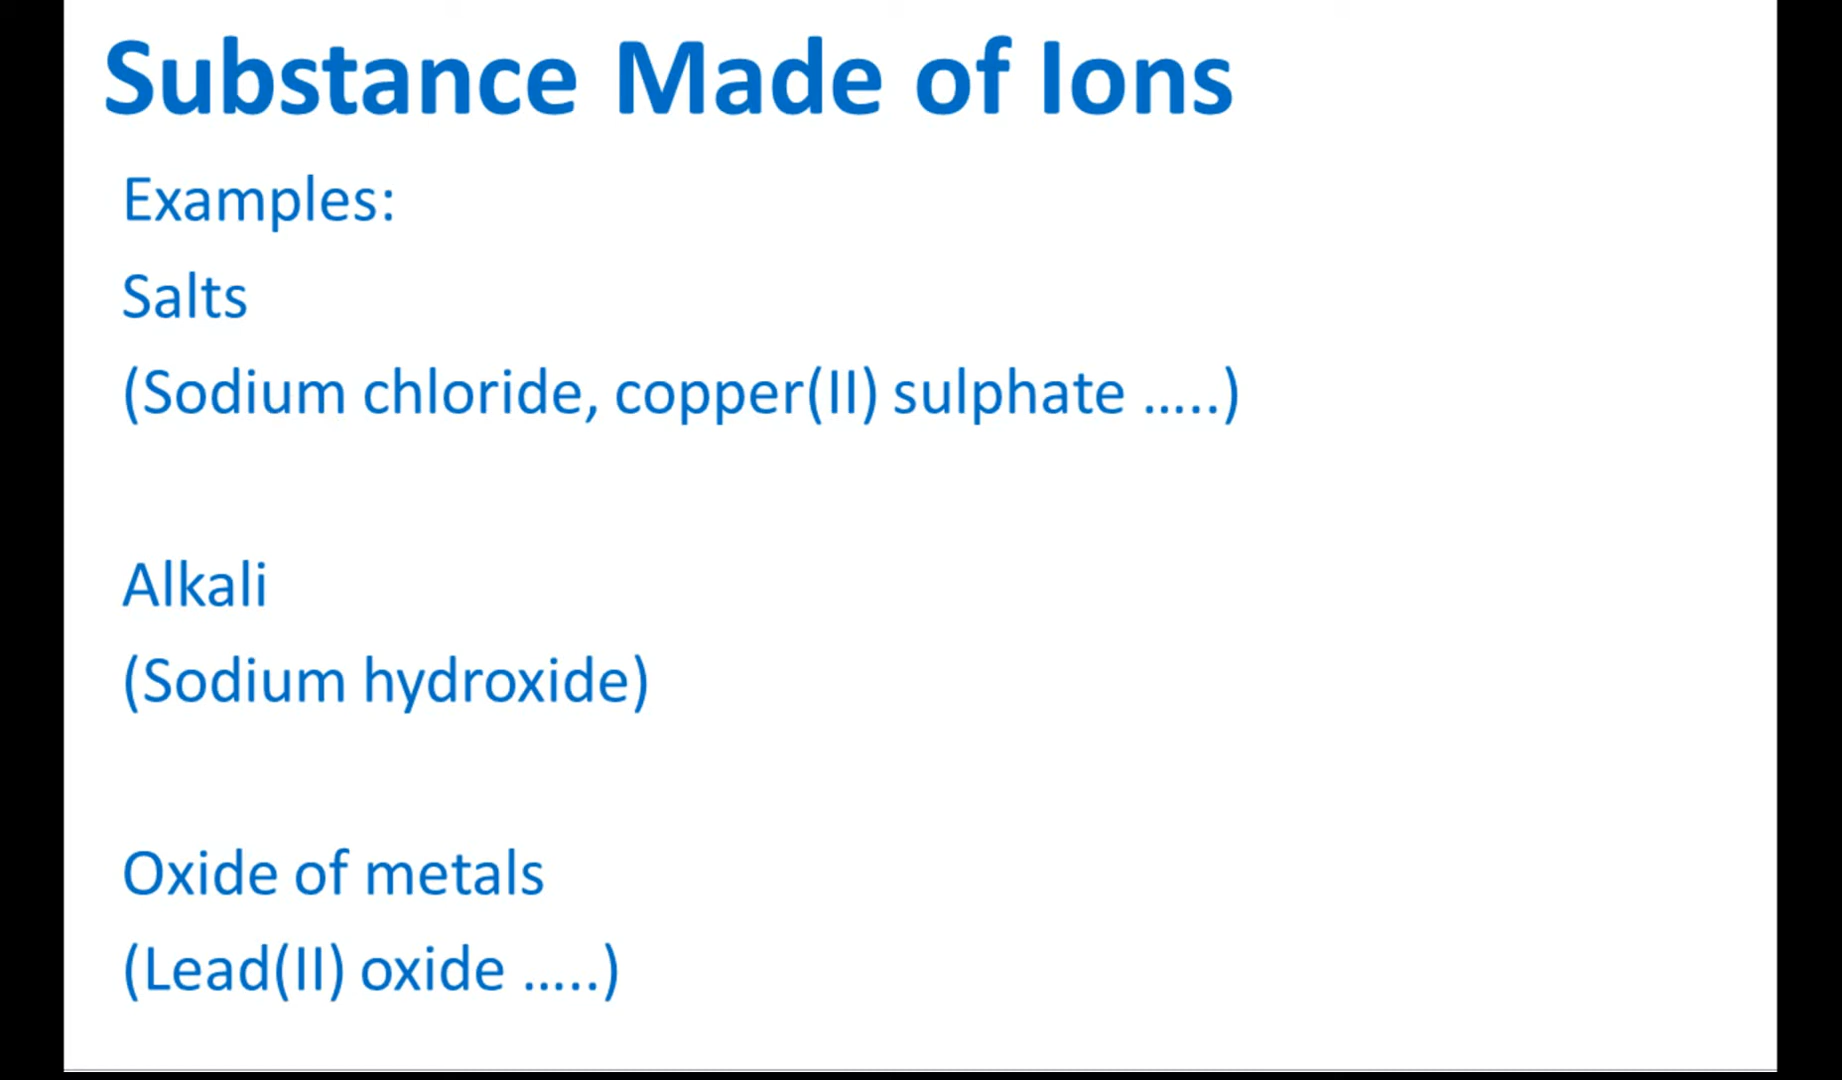 Substance Made of Ions
Examples:
Salts
(Sodium chloride, copper(II) sulphate .....)
Alkali
(Sodium hydroxide)
Oxide of metals
(Lead(II) oxide .....)